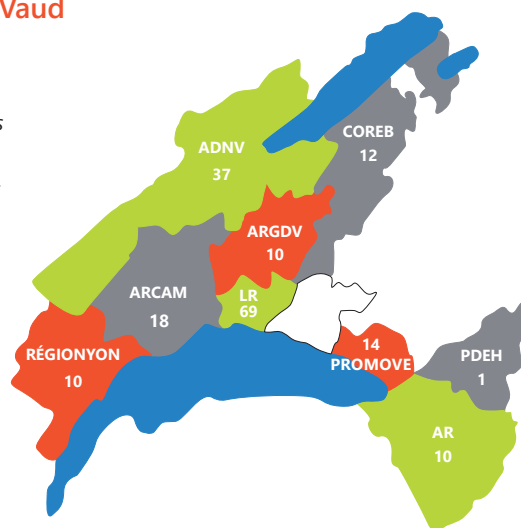 Vaud
s
COREB
12
ADNV
37
ARGDV
10
ARCAM
18
LR
69
14
PROMOVE
RÉGIONYON
10
PDEH
1
AR
10